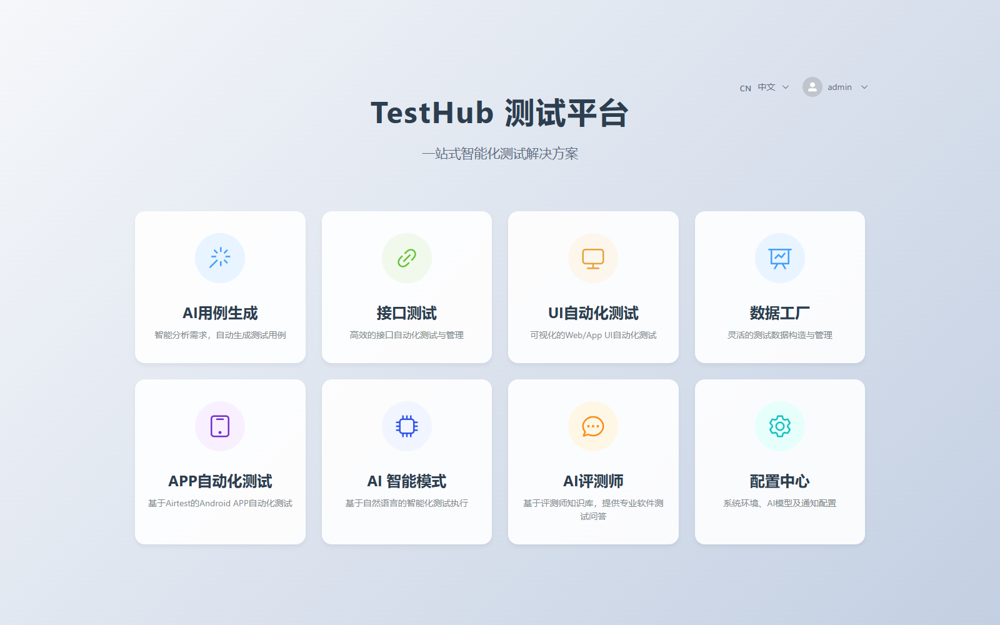 CN 中文 admin
TestHub 测试平台
一站式智能化测试解决方案
AI用例生成
智能分析需求，自动生成测试用例
接口测试
高效的接口自动化测试与管理
UI自动化测试
可视化的Web/App UI自动化测试
数据工厂
灵活的测试数据构造与管理
APP自动化测试
基于Airtest的Android APP自动化测试
AI 智能模式
基于自然语言的智能化测试执行
AI评测师
基于评测师知识库，提供专业软件测
试问答
配置中心
系统环境、AI模型及通知配置